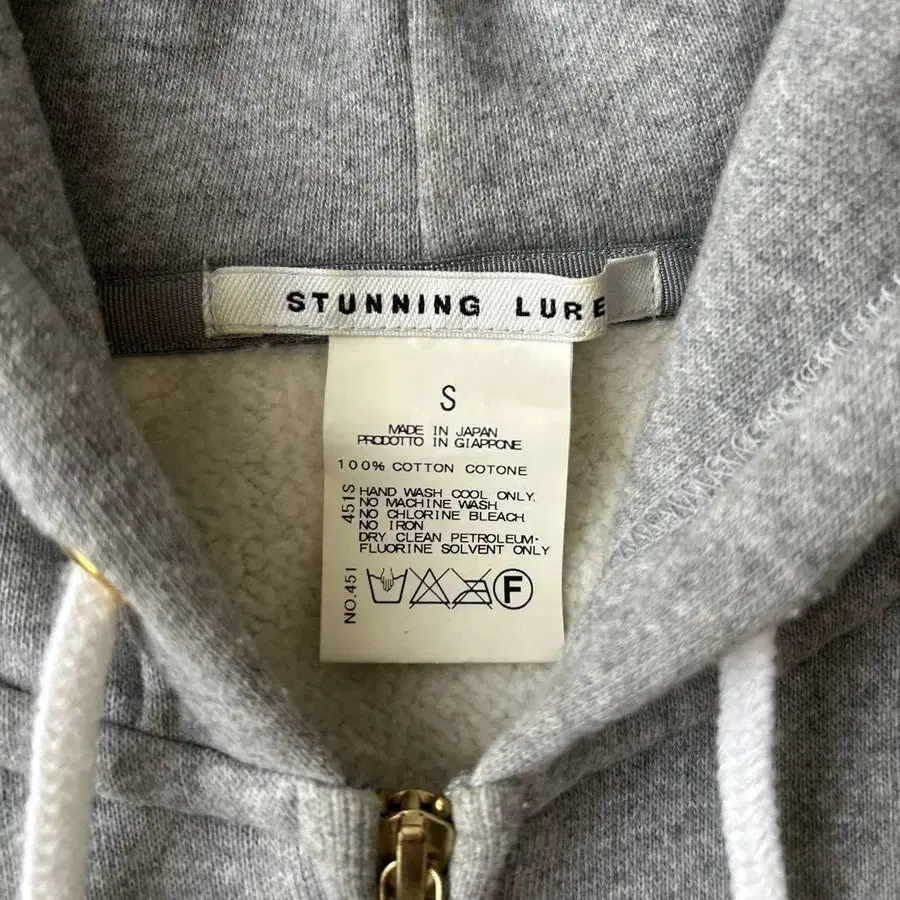 STUNNING LURE
S
MADE IN JAPAN
PRODOTTO IN GIAPPONE
100% COTTON COTONE
HAND WASH COOL ONLY.
NO MACHINE WASH
NO CHLORINE BLEACH
NO IRON
DRY CLEAN PETROLEUM·
FLUORINE SOLVENT ONLY
F
NO.451 451S